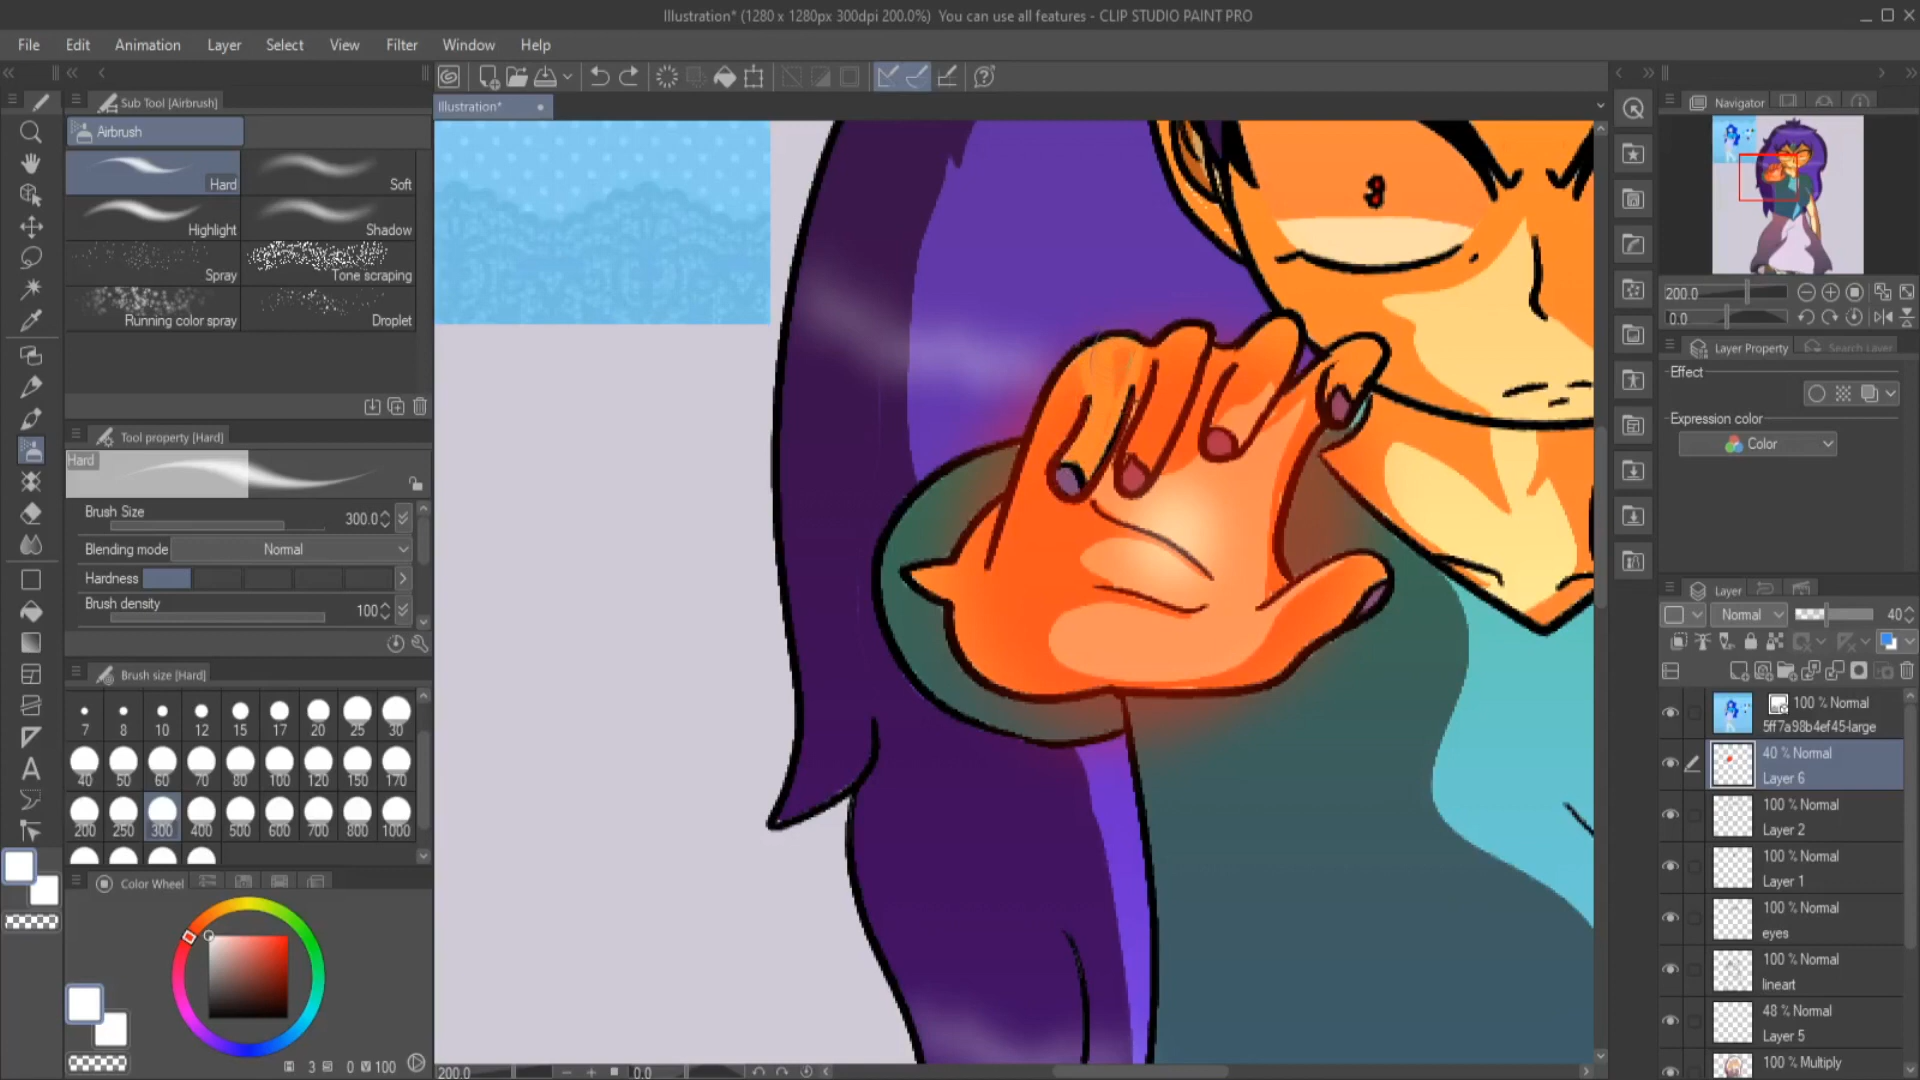 Illustration* (1280 x 1280px 300dpi 200.0%) You can use all features - CLIP STUDIO PAINT PRO
File Edit Animation Layer Select View Filter Window Help
Sub Tool [Airbrush]
Airbrush
Hard Soft
Highlight Shadow
Spray Tone scraping
Running color spray Droplet
Tool property [Hard]
Hard
Brush Size 300.0
Blending mode Normal
Hardness
Brush density 100
Brush size [Hard]
7 8 10 12 15 17 20 25 30
40 50 60 70 80 100 120 150 170
200 250 300 400 500 600 700 800 1000
Color Wheel
3 0 100
Illustration*
200.0 0.0
Navigator
200.0
0.0
Layer Property Search Layer
Effect
Expression color
Color
Layer
Normal 40
100 % Normal
5ff7a98b4ef45-large
40 % Normal
Layer 6
100 % Normal
Layer 2
100 % Normal
Layer 1
100 % Normal
eyes
100 % Normal
lineart
48 % Normal
Layer 5
100 % Multiply